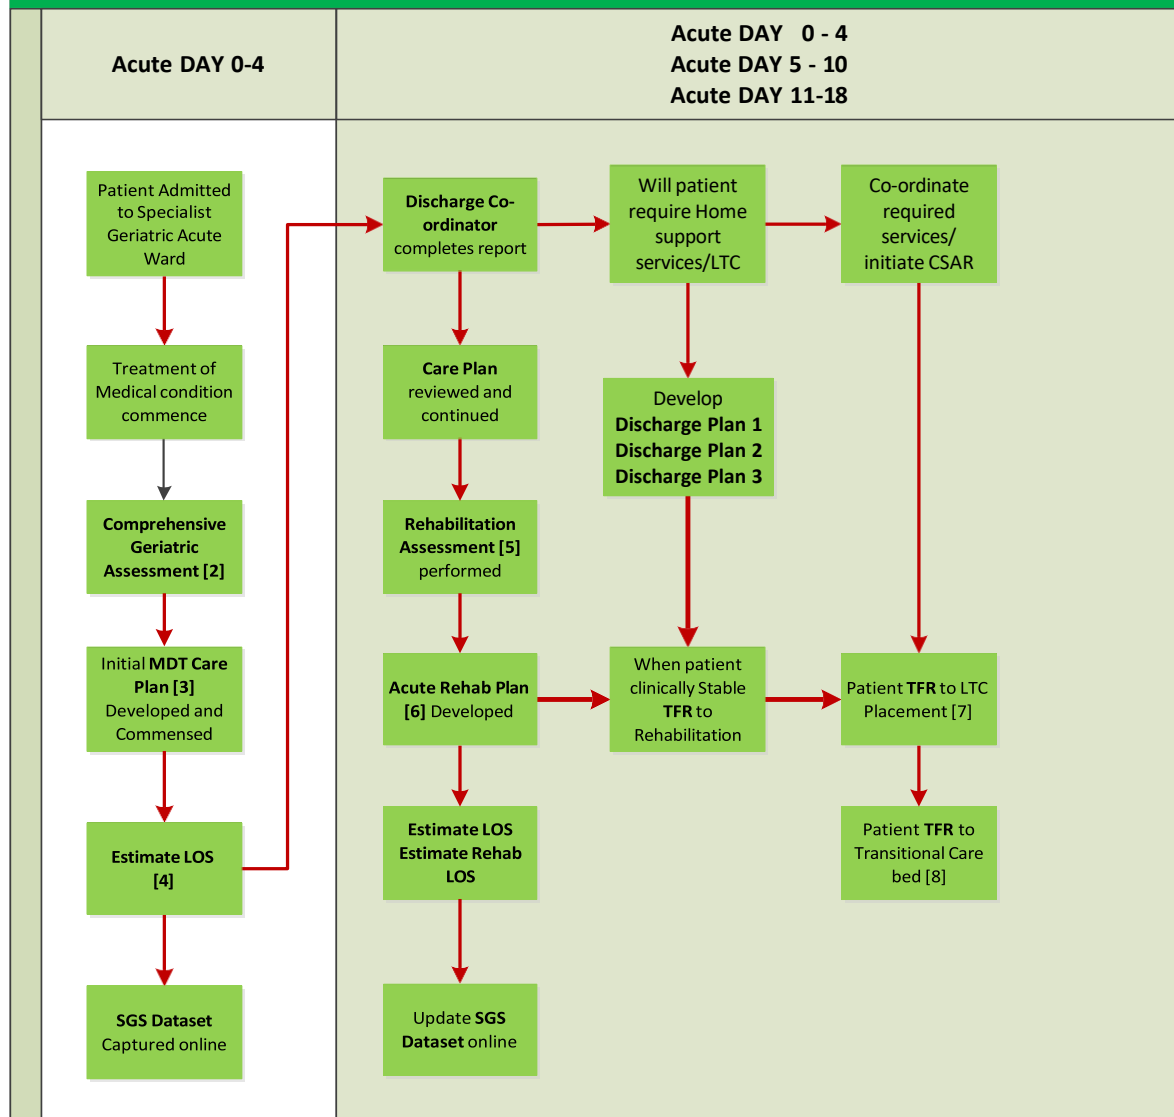 Acute DAY 0-4
Acute DAY 0 - 4
Acute DAY 5 - 10
Acute DAY 11-18
Patient Admitted
to Specialist
Geriatric Acute
Ward
Treatment of
Medical condition
commence
Comprehensive
Geriatric
Assessment [2]
Initial MDT Care
Plan [3]
Developed and
Commensed
Estimate LOS
[4]
SGS Dataset
Captured online
Discharge Co-
ordinator
completes report
Care Plan
reviewed and
continued
Rehabilitation
Assessment [5]
performed
Acute Rehab Plan
[6] Developed
Estimate LOS
Estimate Rehab
LOS
Update SGS
Dataset online
Will patient
require Home
support
services/LTC
Develop
Discharge Plan 1
Discharge Plan 2
Discharge Plan 3
When patient
clinically Stable
TFR to
Rehabilitation
Co-ordinate
required
services/
initiate CSAR
Patient TFR to LTC
Placement [7]
Patient TFR to
Transitional Care
bed [8]